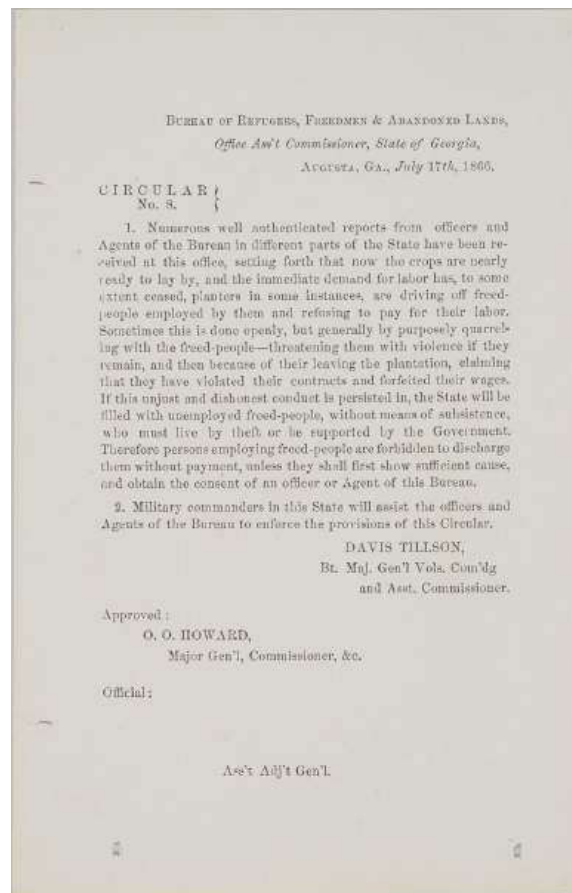 BUREAU OF REFUGEES, FREEDMEN & ABANDONED LANDS,
Office Ass't Commissioner, State of Georgia,
AUGUSTA, GA., July 17th, 1866.
CIRCULAR }
No. 8. }
1. Numerous well authenticated reports from officers and
Agents of the Bureau in different parts of the State have been re-
ceived at this office, setting forth that now the crops are nearly
ready to lay by, and the immediate demand for labor has, to some
extent ceased, planters in some instances, are driving off freed-
people employed by them and refusing to pay for their labor.
Sometimes this is done openly, but generally by purposely quarrel-
ing with the freed-people—threatening them with violence if they
remain, and then because of their leaving the plantation, claiming
that they have violated their contracts and forfeited their wages.
If this unjust and dishonest conduct is persisted in, the State will be
filled with unemployed freed-people, without means of subsistence,
who must live by theft or be supported by the Government.
Therefore persons employing freed-people are forbidden to discharge
them without payment, unless they shall first show sufficient cause,
and obtain the consent of an officer or Agent of this Bureau.
2. Military commanders in this State will assist the officers and
Agents of the Bureau to enforce the provisions of this Circular.
DAVIS TILLSON,
Bt. Maj. Gen'l Vols. Com'dg
and Asst. Commissioner.
Approved:
O. O. HOWARD,
Major Gen'l, Commissioner, &c.
Official:
Ass't Adj't Gen'l.